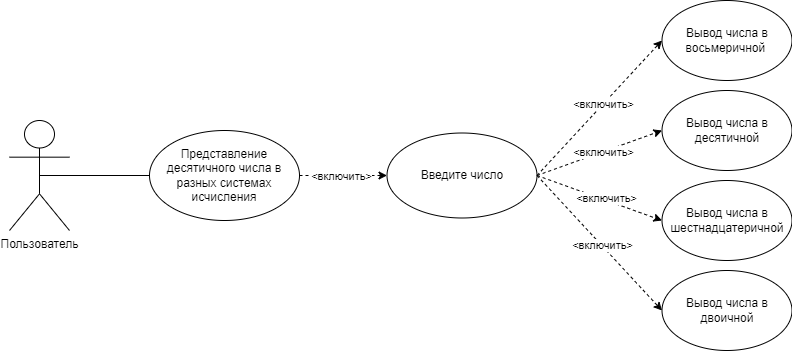 Пользователь
Представление
десятичного числа в
разных системах
исчисления
<включить>
Введите число
<включить>
<включить>
<включить>
<включить>
Вывод числа в
восьмеричной
Вывод числа в
десятичной
Вывод числа в
шестнадцатеричной
Вывод числа в
двоичной